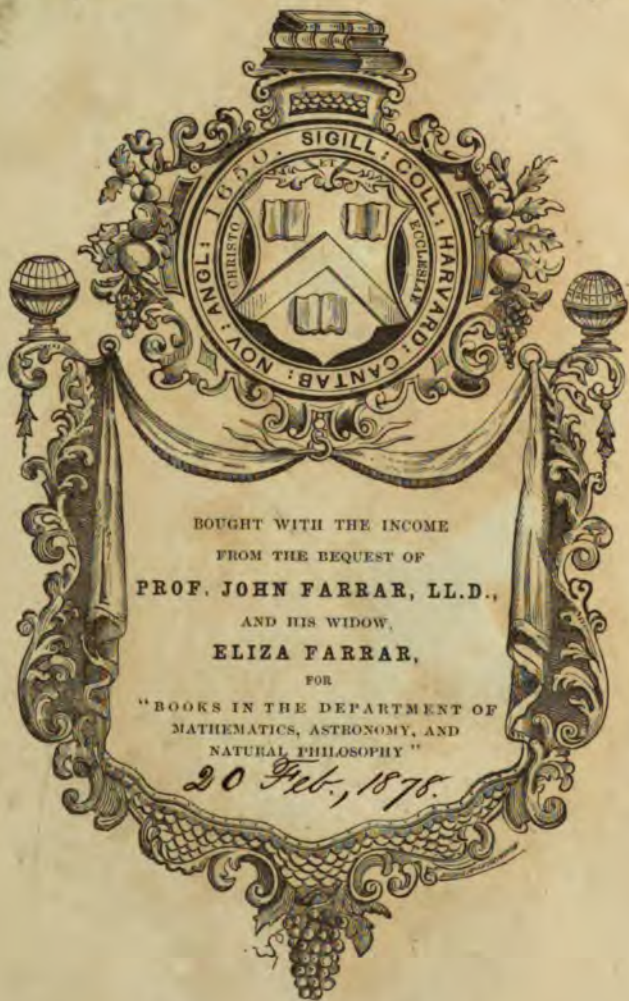 SIGILL: COLL: HARVARD: CANTAB: NOV: ANGL: 1650.
ET
CHRISTO
ECCLESIAE
BOUGHT WITH THE INCOME
FROM THE BEQUEST OF
PROF. JOHN FARRAR, LL.D.,
AND HIS WIDOW,
ELIZA FARRAR,
FOR
"BOOKS IN THE DEPARTMENT OF
MATHEMATICS, ASTRONOMY, AND
NATURAL PHILOSOPHY"
20 Feb., 1878.